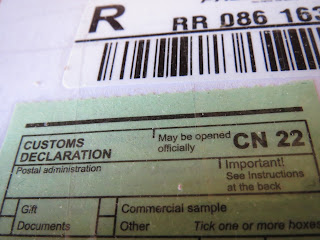 R
RR 086 163
CUSTOMS DECLARATION
May be opened officially
CN 22
Postal administration
Important!
See Instructions
at the back
Gift
Commercial sample
Documents
Other
Tick one or more boxes